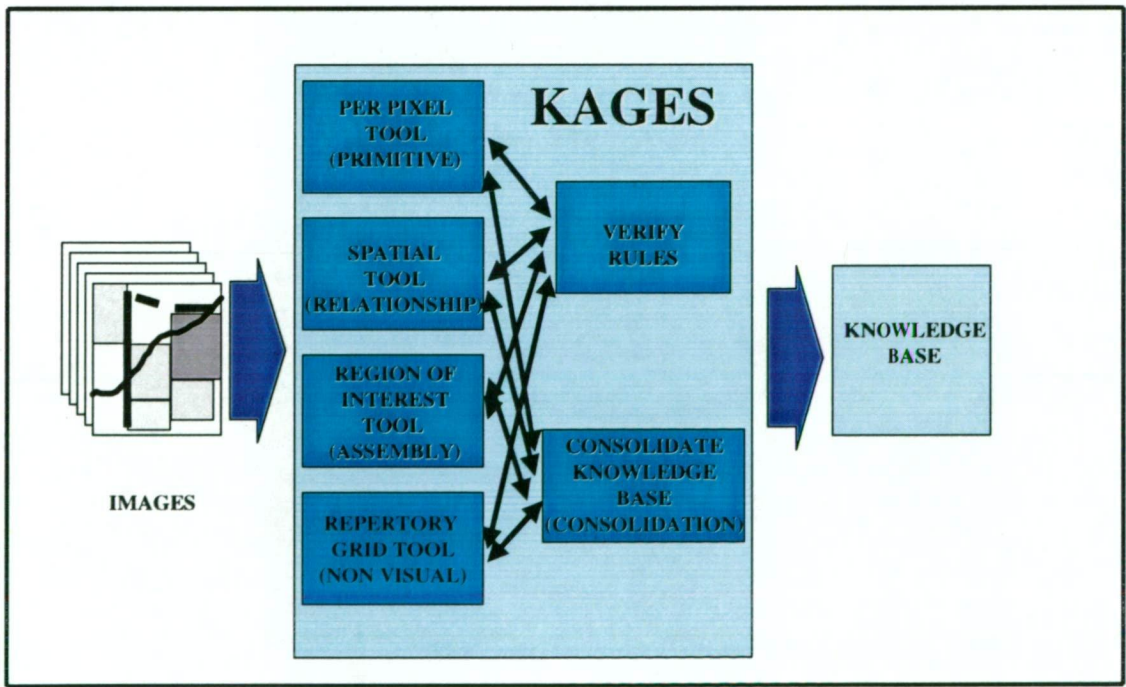 KAGES
PER PIXEL
TOOL
(PRIMITIVE)
SPATIAL
TOOL
(RELATIONSHIP)
REGION OF
INTEREST
TOOL
(ASSEMBLY)
REPERTORY
GRID TOOL
(NON VISUAL)
VERIFY
RULES
CONSOLIDATE
KNOWLEDGE
BASE
(CONSOLIDATION)
KNOWLEDGE
BASE
IMAGES